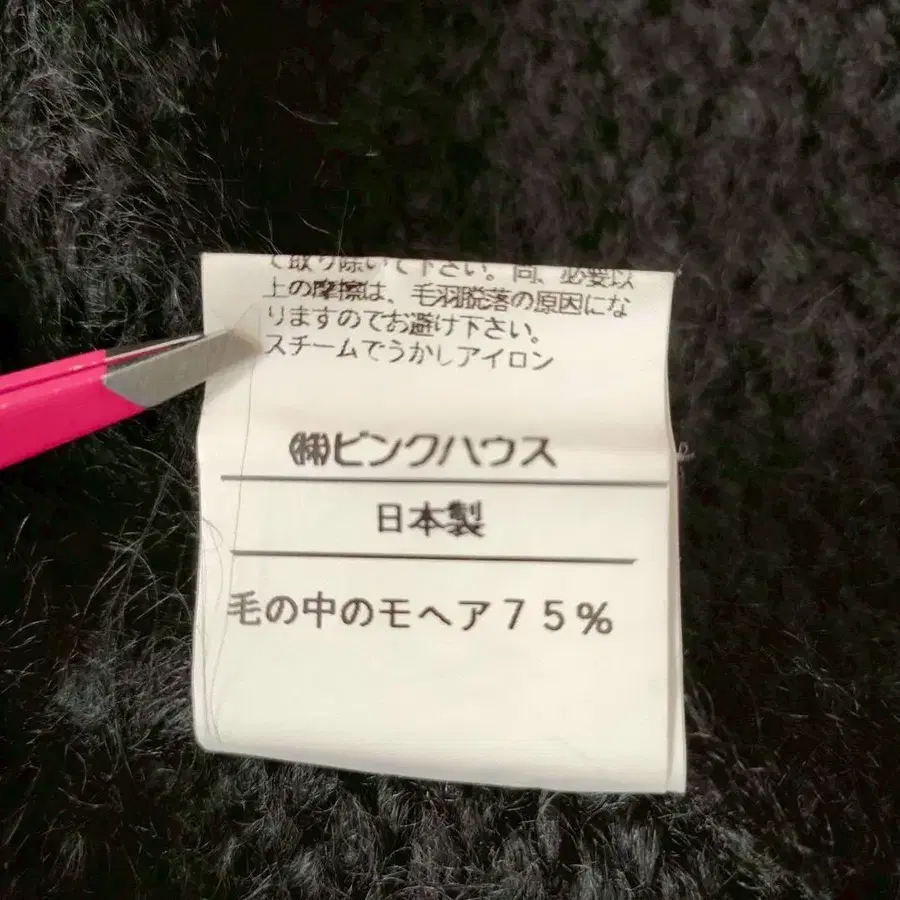 て取り除いて下さい。尚、必要以
上の摩擦は、毛羽脱落の原因にな
りますのでお避け下さい。
スチームでうかしアイロン
㈱ピンクハウス
日本製
毛の中のモヘア75%